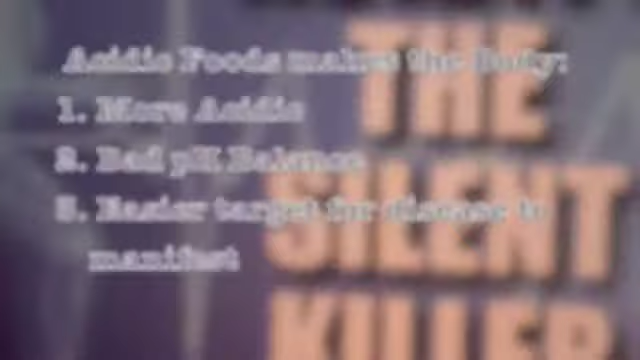 Acidic Foods makes the Body:
1. More Acidic
2. Bad pH Balance
3. Easier target for disease to
manifest
THE
SILENT
KILLER